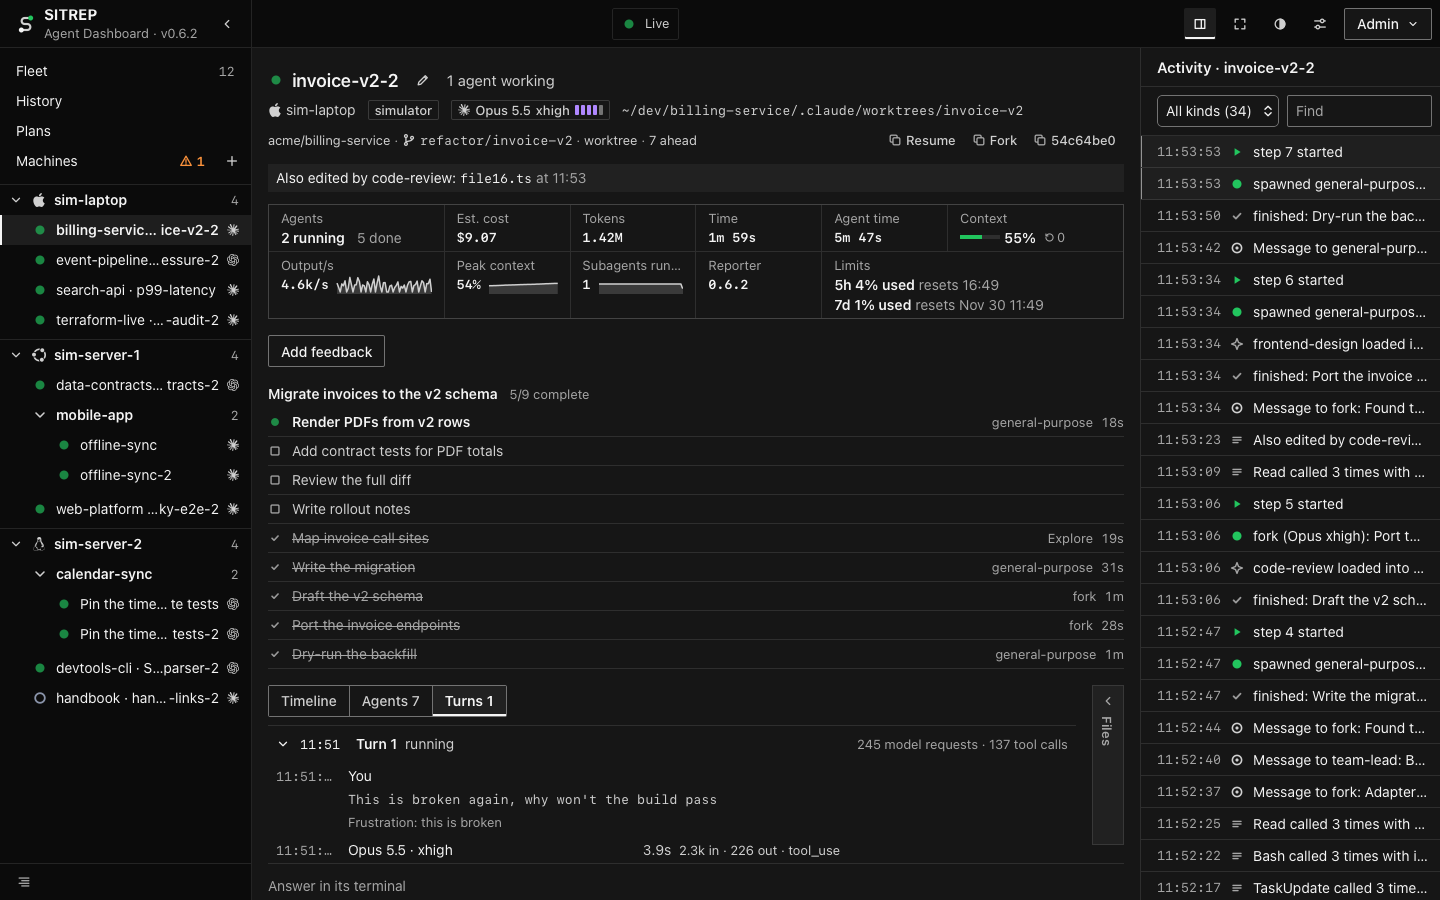 SITREP
Agent Dashboard · v0.6.2
Live
Admin
Fleet 12
History
Plans
Machines 1
sim-laptop 4
billing-servic… ice-v2-2
event-pipeline… essure-2
search-api · p99-latency
terraform-live ·… -audit-2
sim-server-1 4
data-contracts… tracts-2
mobile-app 2
offline-sync
offline-sync-2
web-platform …ky-e2e-2
sim-server-2 4
calendar-sync 2
Pin the time… te tests
Pin the time… tests-2
devtools-cli · S…parser-2
handbook · han… -links-2
invoice-v2-2 1 agent working
sim-laptop simulator Opus 5.5 xhigh ~/dev/billing-service/.claude/worktrees/invoice-v2
acme/billing-service · refactor/invoice-v2 · worktree · 7 ahead Resume Fork 54c64be0
Also edited by code-review: file16.ts at 11:53
Agents Est. cost Tokens Time Agent time Context
2 running 5 done $9.07 1.42M 1m 59s 5m 47s 55% 0
Output/s Peak context Subagents run… Reporter Limits
4.6k/s 54% 1 0.6.2 5h 4% used resets 16:49
7d 1% used resets Nov 30 11:49
Add feedback
Migrate invoices to the v2 schema 5/9 complete
Render PDFs from v2 rows general-purpose 18s
Add contract tests for PDF totals
Review the full diff
Write rollout notes
Map invoice call sites Explore 19s
Write the migration general-purpose 31s
Draft the v2 schema fork 1m
Port the invoice endpoints fork 28s
Dry-run the backfill general-purpose 1m
Timeline Agents 7 Turns 1
Files
11:51 Turn 1 running 245 model requests · 137 tool calls
11:51:… You
This is broken again, why won't the build pass
Frustration: this is broken
11:51:… Opus 5.5 · xhigh 3.9s 2.3k in · 226 out · tool_use
Answer in its terminal
Activity · invoice-v2-2
All kinds (34) Find
11:53:53 step 7 started
11:53:53 spawned general-purpos…
11:53:50 finished: Dry-run the bac…
11:53:42 Message to general-purp…
11:53:34 step 6 started
11:53:34 spawned general-purpos…
11:53:34 frontend-design loaded i…
11:53:34 finished: Port the invoice …
11:53:34 Message to fork: Found t…
11:53:23 Also edited by code-revi…
11:53:09 Read called 3 times with …
11:53:06 step 5 started
11:53:06 fork (Opus xhigh): Port t…
11:53:06 code-review loaded into …
11:53:06 finished: Draft the v2 sch…
11:52:47 step 4 started
11:52:47 spawned general-purpos…
11:52:47 finished: Write the migrat…
11:52:44 Message to fork: Found t…
11:52:40 Message to team-lead: B…
11:52:37 Message to fork: Adapter…
11:52:25 Read called 3 times with …
11:52:22 Bash called 3 times with i…
11:52:17 TaskUpdate called 3 time…